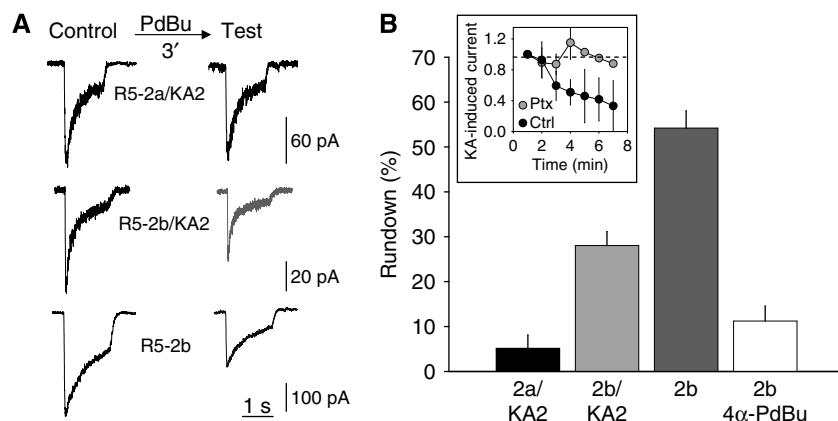 A
Control
PdBu
3′
Test
R5-2a/KA2
60 pA
R5-2b/KA2
20 pA
R5-2b
100 pA
1 s
B
Rundown (%)
70
60
50
40
30
20
10
0
2a/
KA2
2b/
KA2
2b
2b
4α-PdBu
KA-induced current
1.2
0.8
0.4
0.0
Ptx
Ctrl
0 2 4 6 8
Time (min)